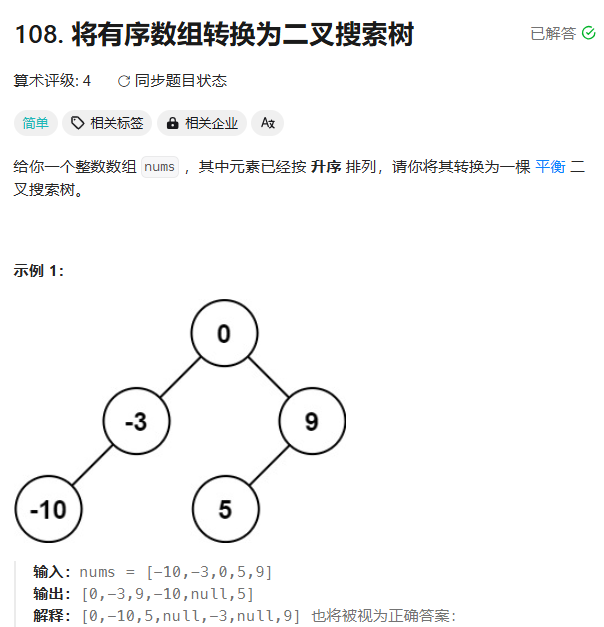 108. 将有序数组转换为二叉搜索树
已解答
算术评级: 4
同步题目状态
简单
相关标签
相关企业
给你一个整数数组 nums ，其中元素已经按 升序 排列，请你将其转换为一棵 平衡 二
叉搜索树。
示例 1：
0
-3
9
-10
5
输入：nums = [-10,-3,0,5,9]
输出：[0,-3,9,-10,null,5]
解释：[0,-10,5,null,-3,null,9] 也将被视为正确答案：